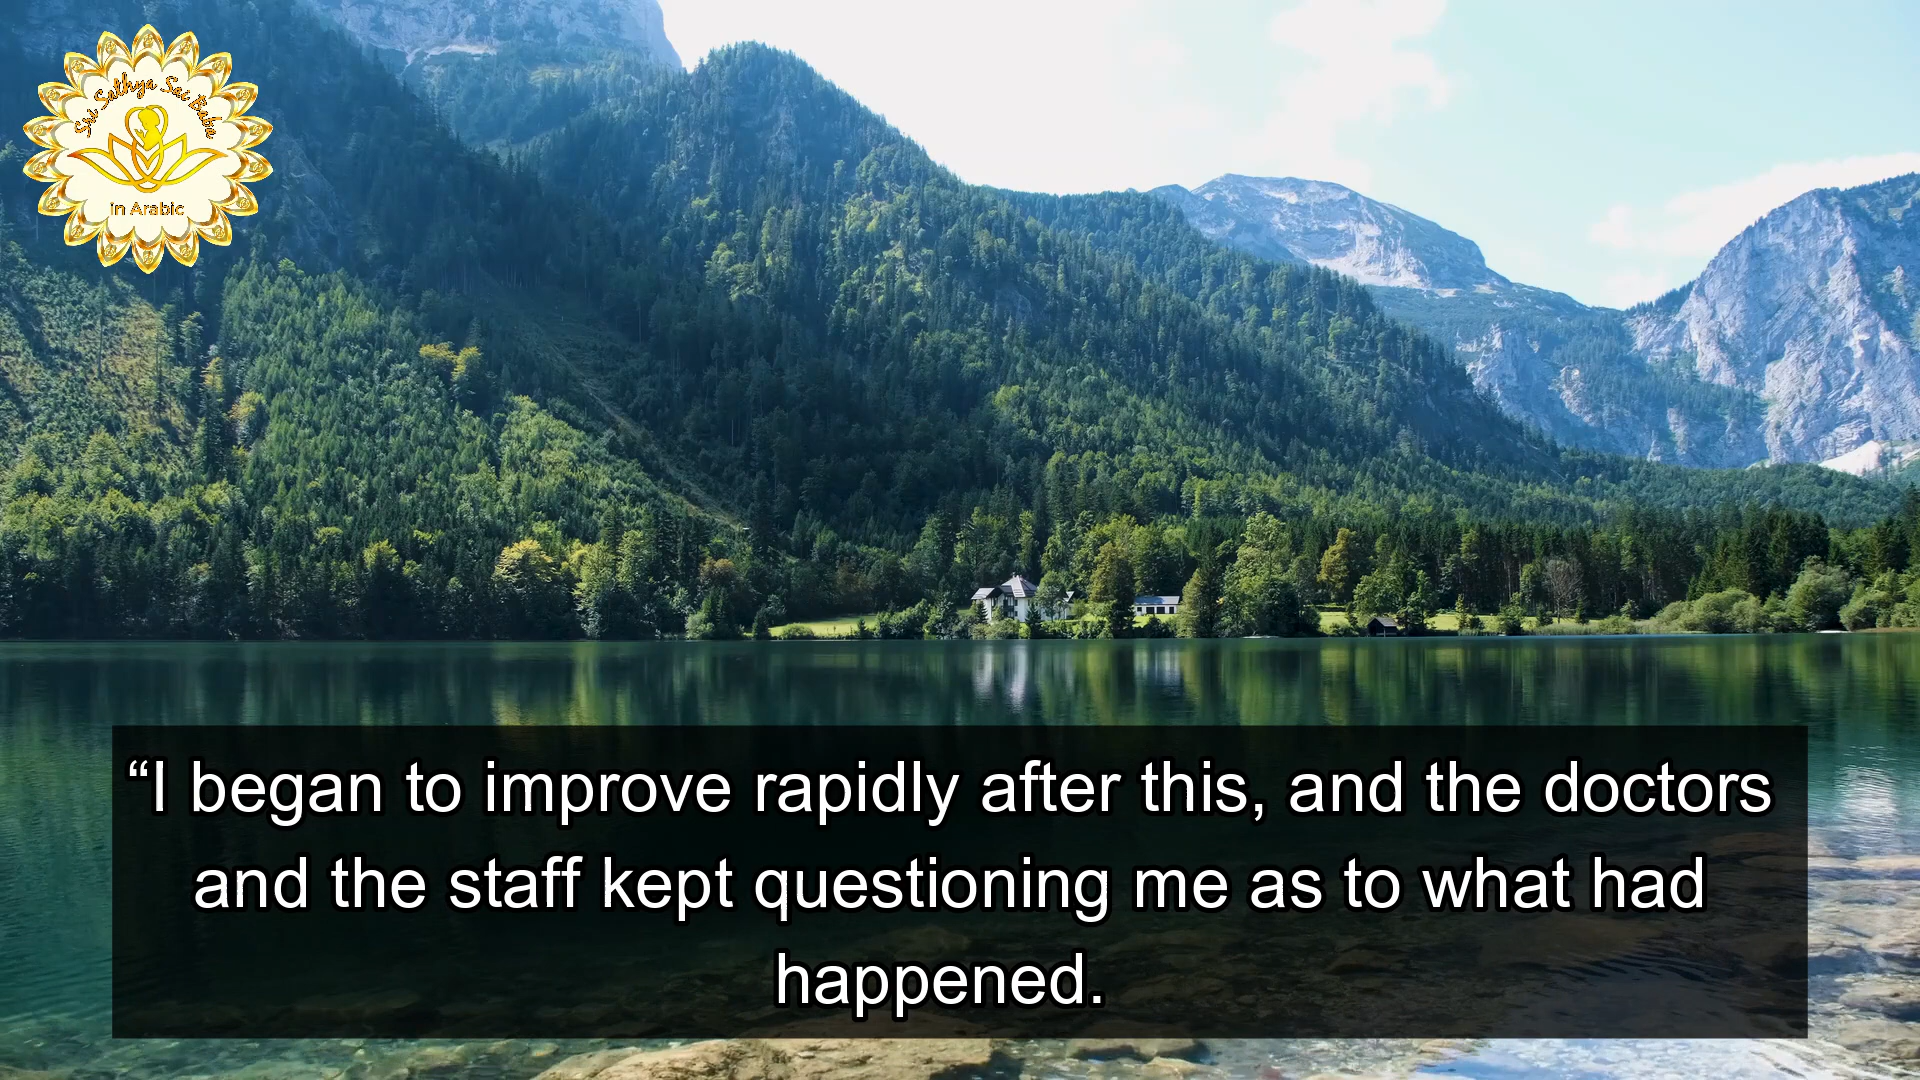 Sri Sathya Sai Baba
in Arabic
“I began to improve rapidly after this, and the doctors
and the staff kept questioning me as to what had
happened.